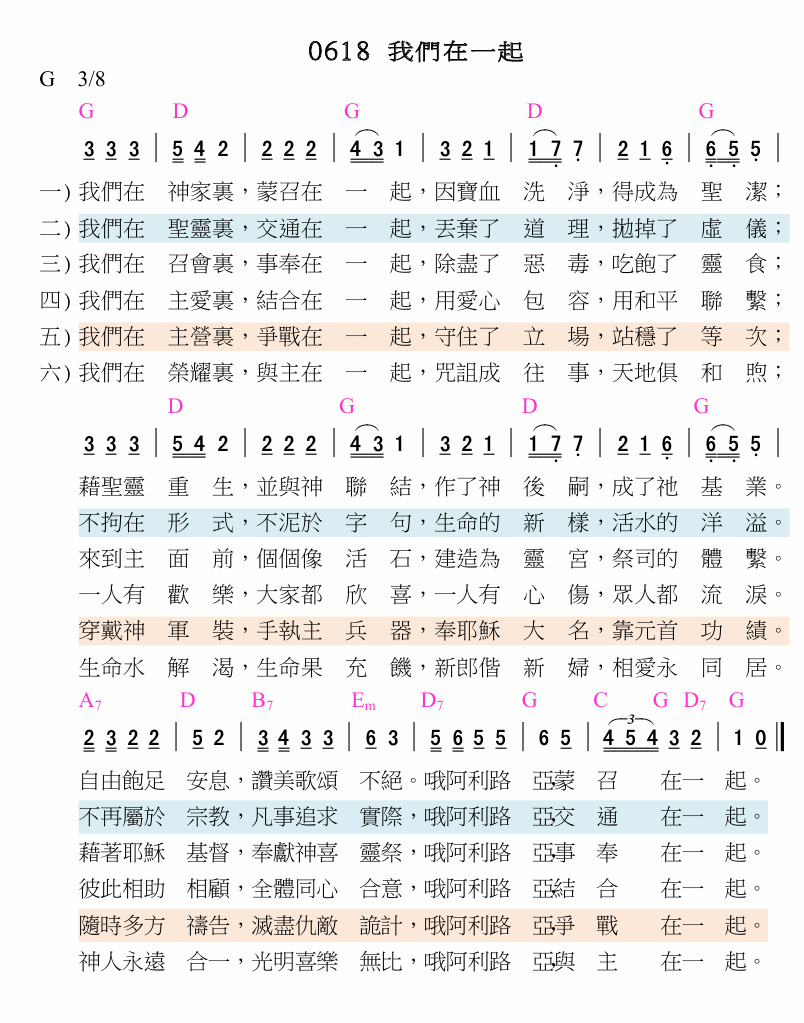 0618 我們在一起
G 3/8
G D G D G
3 3 3 | 5 4 2 | 2 2 2 | 4 3 1 | 3 2 1 | 1 7 7 | 2 1 6 | 6 5 5 |
一) 我們在 神家裏，蒙召在 一 起，因寶血 洗 淨，得成為 聖 潔；
二) 我們在 聖靈裏，交通在 一 起，丟棄了 道 理，拋掉了 虛 儀；
三) 我們在 召會裏，事奉在 一 起，除盡了 惡 毒，吃飽了 靈 食；
四) 我們在 主愛裏，結合在 一 起，用愛心 包 容，用和平 聯 繫；
五) 我們在 主營裏，爭戰在 一 起，守住了 立 場，站穩了 等 次；
六) 我們在 榮耀裏，與主在 一 起，咒詛成 往 事，天地俱 和 煦；
D G D G
3 3 3 | 5 4 2 | 2 2 2 | 4 3 1 | 3 2 1 | 1 7 7 | 2 1 6 | 6 5 5 |
藉聖靈 重 生，並與神 聯 結，作了神 後 嗣，成了祂 基 業。
不拘在 形 式，不泥於 字 句，生命的 新 樣，活水的 洋 溢。
來到主 面 前，個個像 活 石，建造為 靈 宮，祭司的 體 繫。
一人有 歡 樂，大家都 欣 喜，一人有 心 傷，眾人都 流 淚。
穿戴神 軍 裝，手執主 兵 器，奉耶穌 大 名，靠元首 功 績。
生命水 解 渴，生命果 充 饑，新郎偕 新 婦，相愛永 同 居。
A7 D B7 Em D7 G C G D7 G
2 3 2 2 | 5 2 | 3 4 3 3 | 6 3 | 5 6 5 5 | 6 5 | 3 4 5 4 3 2 | 1 0 ‖
自由飽足 安息，讚美歌頌 不絕。哦阿利路 亞，蒙 召 在一 起。
不再屬於 宗教，凡事追求 實際，哦阿利路 亞，交 通 在一 起。
藉著耶穌 基督，奉獻神喜 靈祭，哦阿利路 亞，事 奉 在一 起。
彼此相助 相顧，全體同心 合意，哦阿利路 亞，結 合 在一 起。
隨時多方 禱告，滅盡仇敵 詭計，哦阿利路 亞，爭 戰 在一 起。
神人永遠 合一，光明喜樂 無比，哦阿利路 亞，與 主 在一 起。